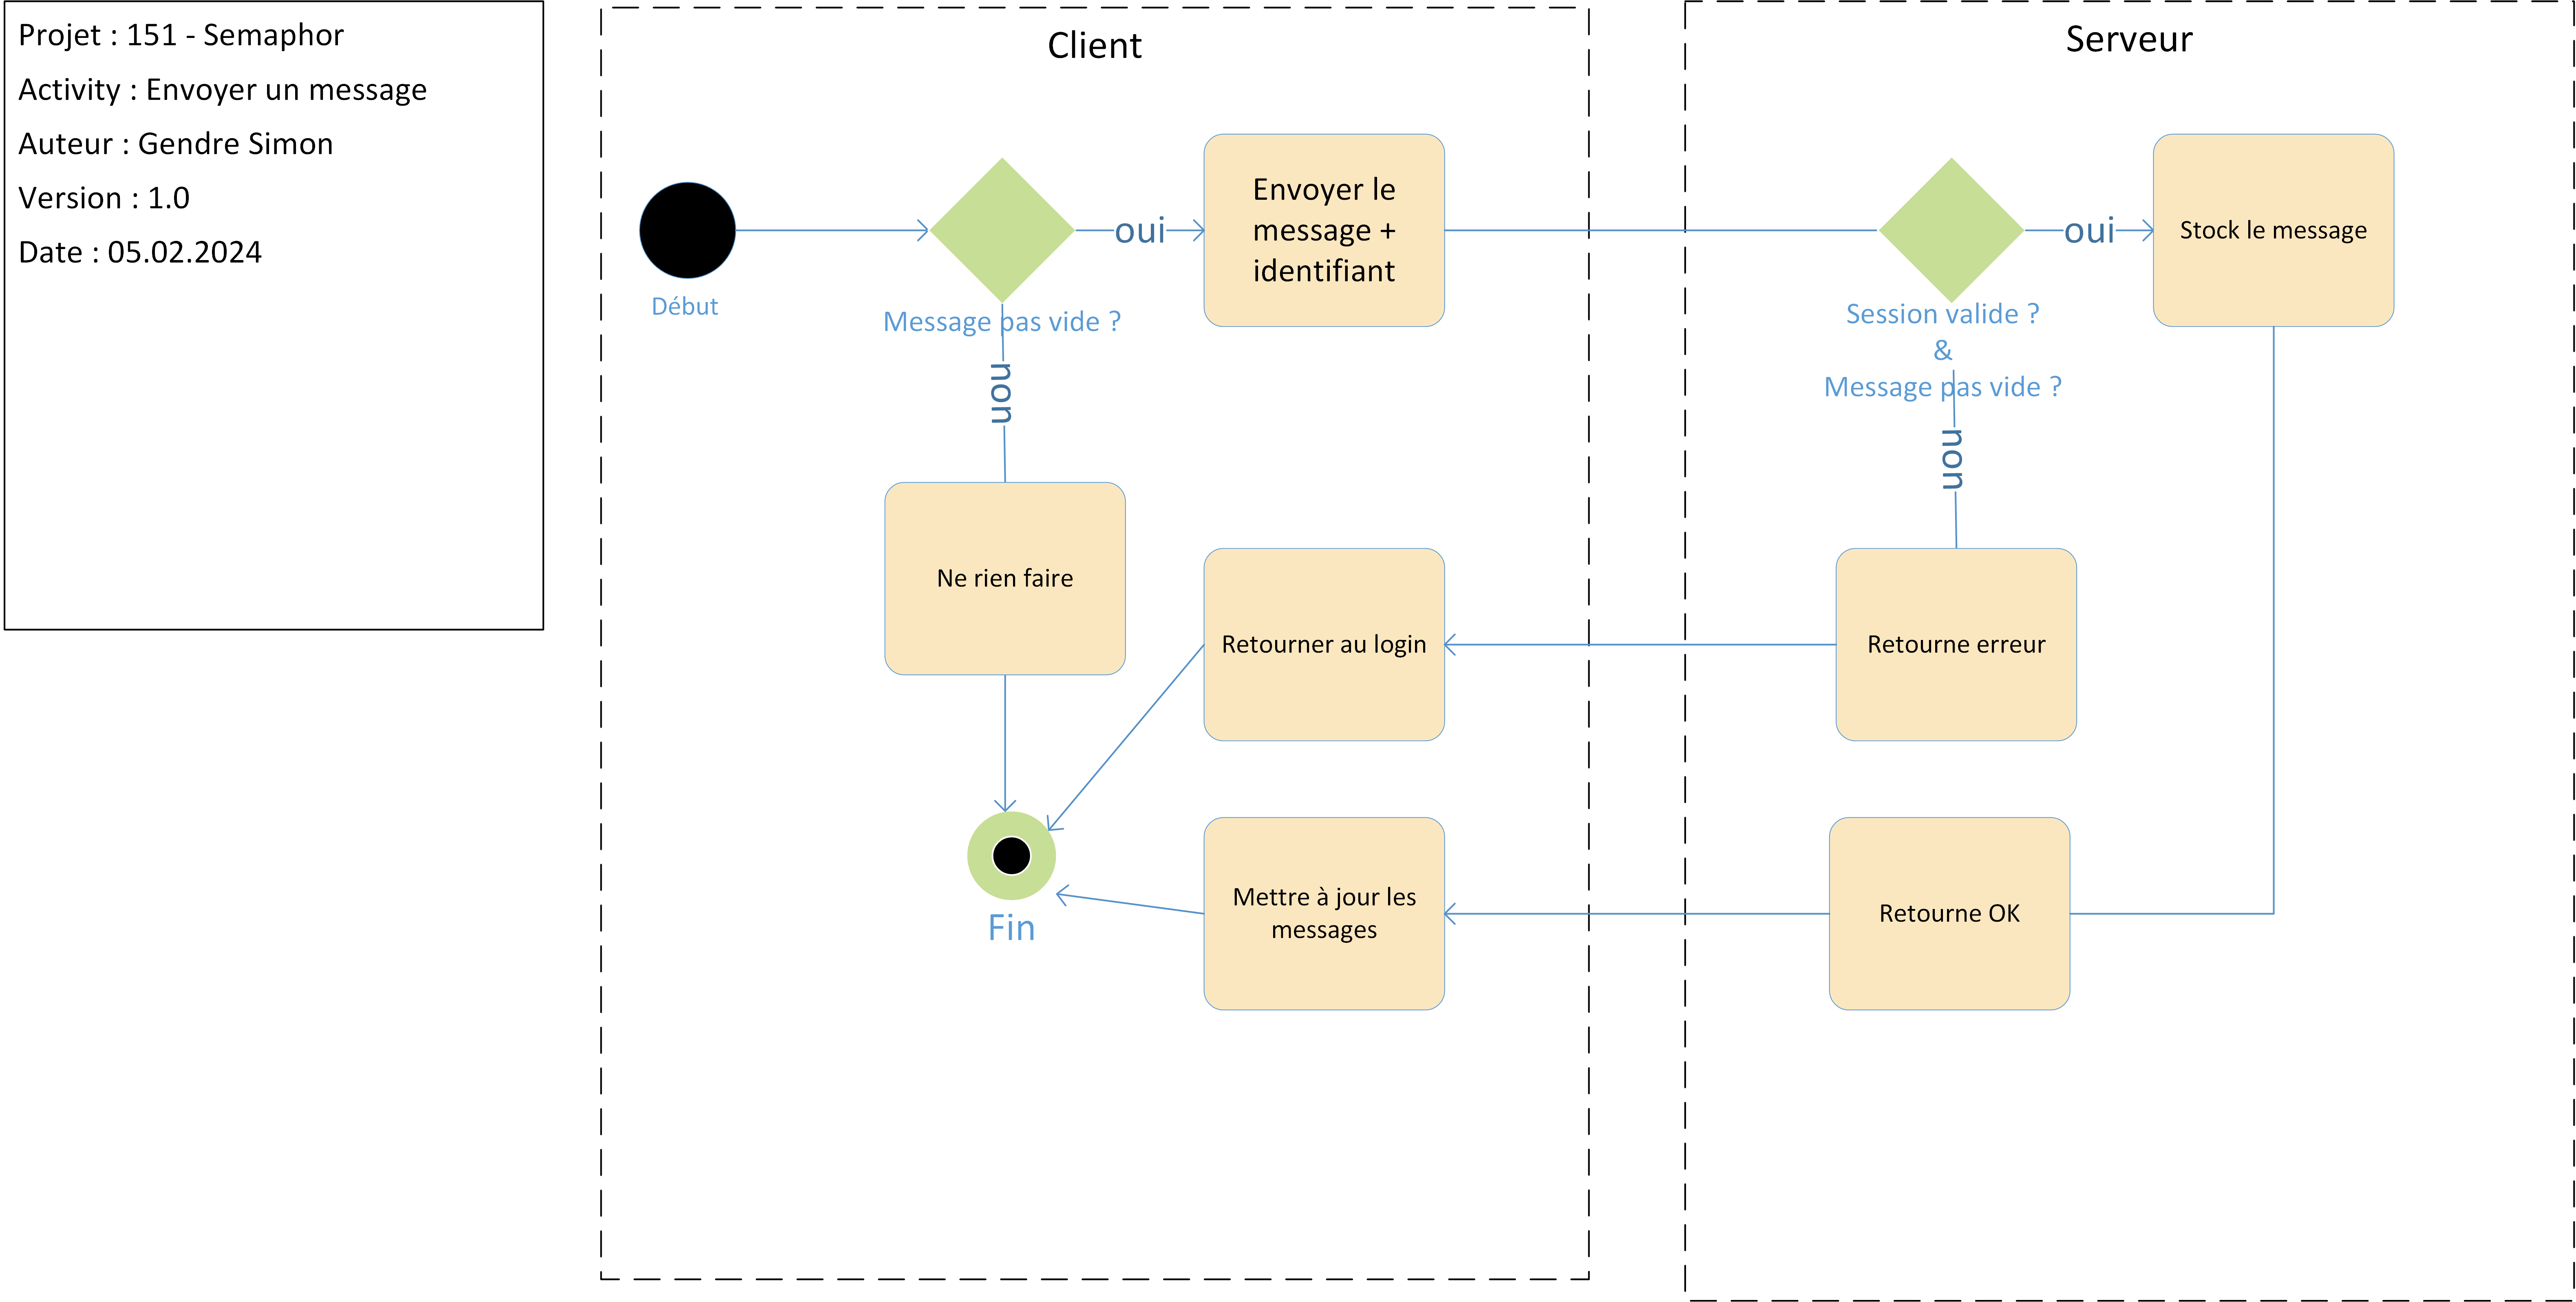 Projet : 151 - Semaphor
Activity : Envoyer un message
Auteur : Gendre Simon
Version : 1.0
Date : 05.02.2024
Client
Serveur
Début
Message pas vide ?
oui
non
Envoyer le
message +
identifiant
Session valide ?
&
Message pas vide ?
oui
non
Stock le message
Ne rien faire
Retourner au login
Retourne erreur
Fin
Mettre à jour les
messages
Retourne OK